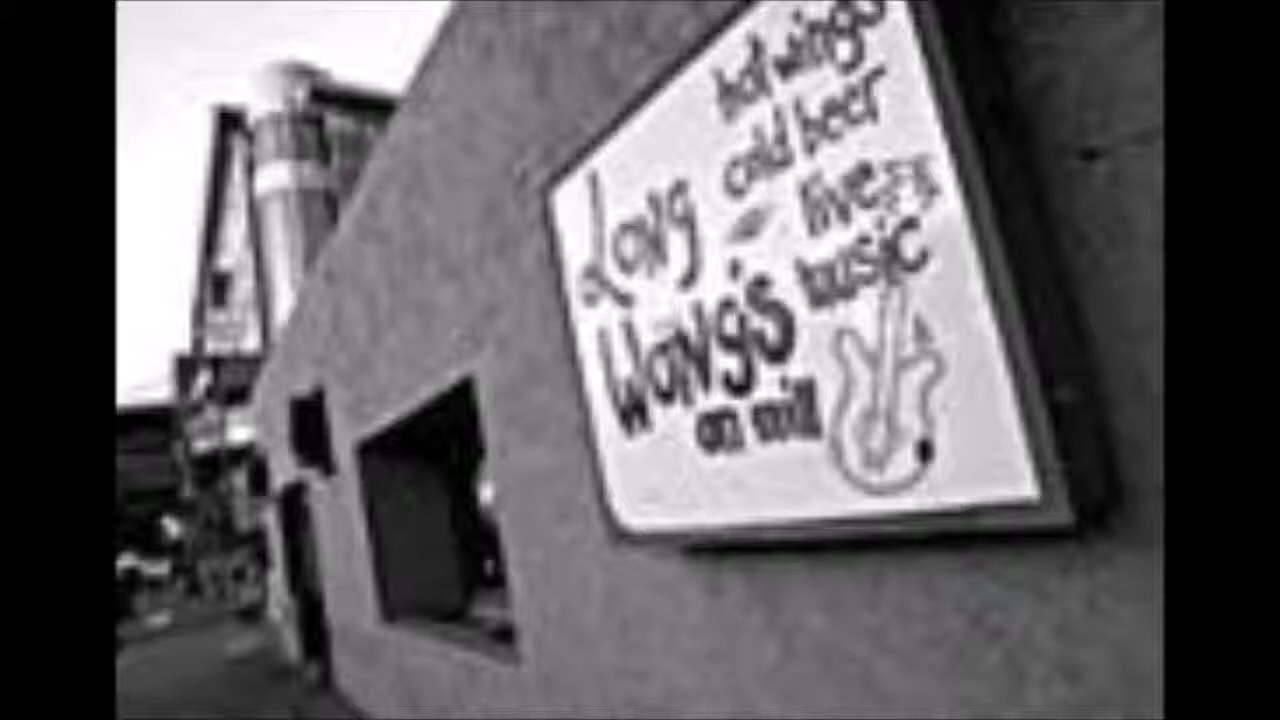 hot wings
cold beer
live
music
Long
Wong's
on mill